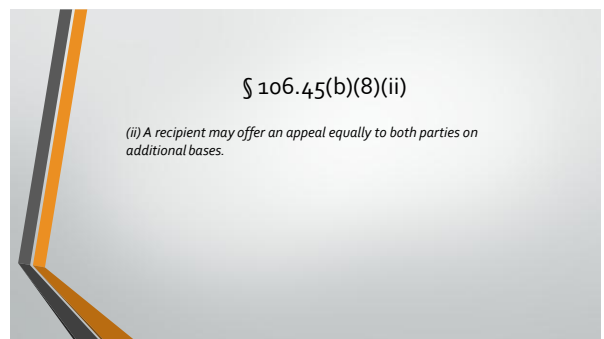 § 106.45(b)(8)(ii)
(ii) A recipient may offer an appeal equally to both parties on
additional bases.